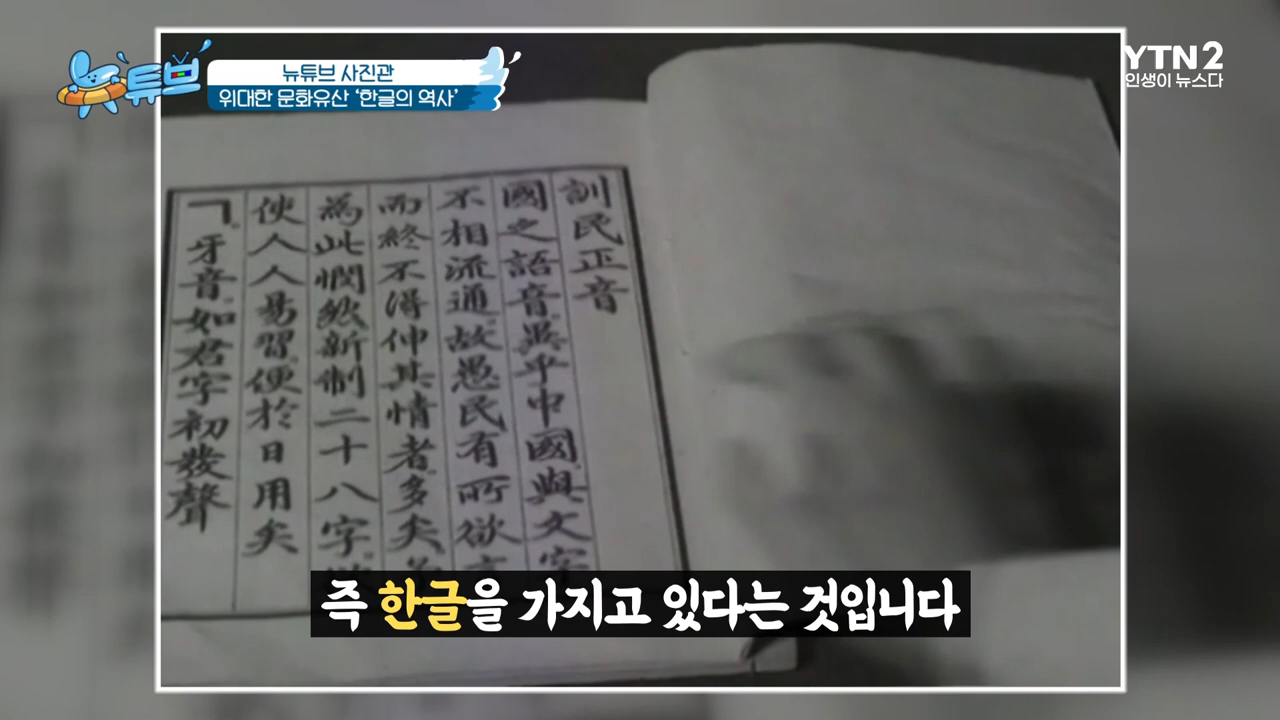 뉴튜브
뉴튜브 사진관
위대한 문화유산 ‘한글의 역사’
YTN2
인생이 뉴스다
訓民正音
國之語音異乎中國與文字
不相流通故愚民有所欲言
而終不得伸其情者多矣
為此憫然新制二十八字
使人人易習便於日用矣
ㄱ牙音如君字初發聲
즉 한글을 가지고 있다는 것입니다